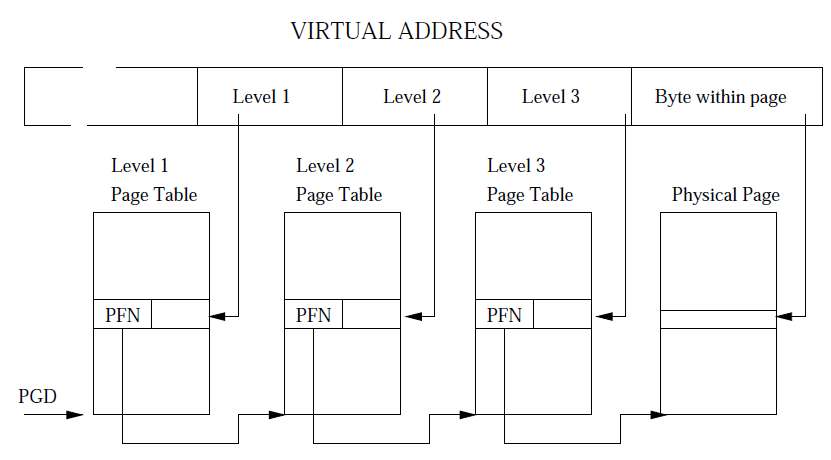 VIRTUAL ADDRESS
Level 1 Level 2 Level 3 Byte within page
Level 1 Level 2 Level 3
Page Table Page Table Page Table Physical Page
PFN PFN PFN
PGD